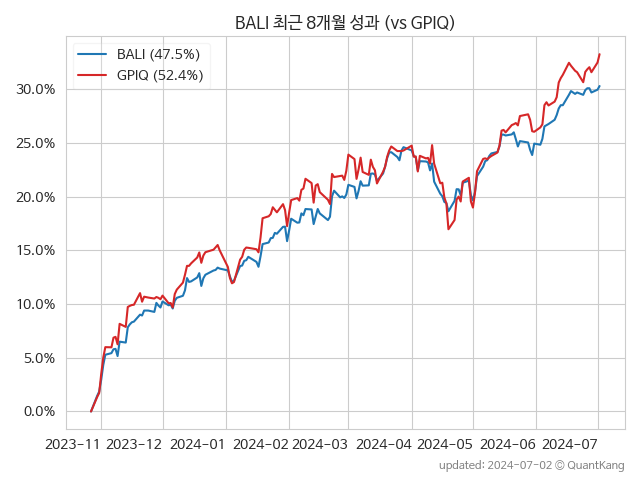 BALI 최근 8개월 성과 (vs GPIQ)
BALI (47.5%)
GPIQ (52.4%)
30.0%
25.0%
20.0%
15.0%
10.0%
5.0%
0.0%
2023-11 2023-12 2024-01 2024-02 2024-03 2024-04 2024-05 2024-06 2024-07
updated: 2024-07-02 © QuantKang